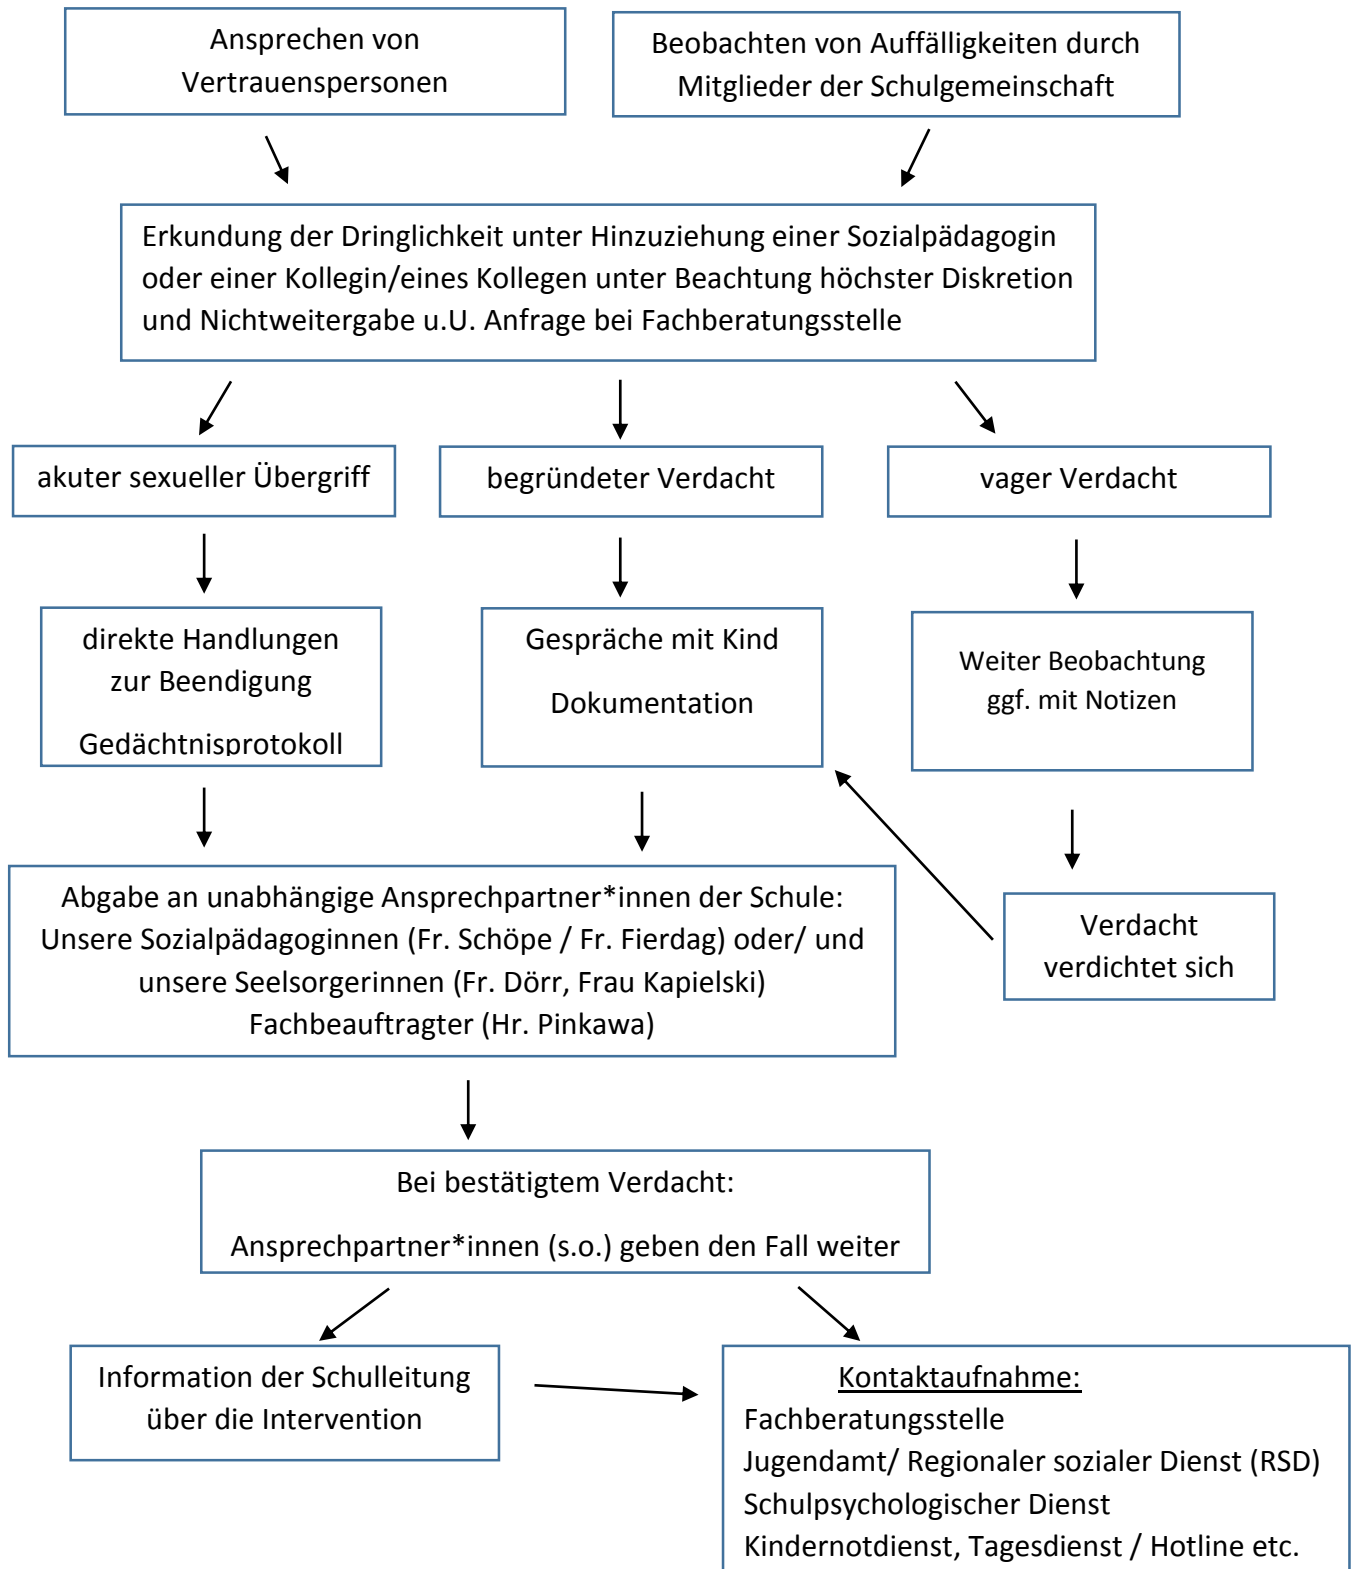 Ansprechen von
Vertrauenspersonen
Beobachten von Auffälligkeiten durch
Mitglieder der Schulgemeinschaft
Erkundung der Dringlichkeit unter Hinzuziehung einer Sozialpädagogin
oder einer Kollegin/eines Kollegen unter Beachtung höchster Diskretion
und Nichtweitergabe u.U. Anfrage bei Fachberatungsstelle
akuter sexueller Übergriff
begründeter Verdacht
vager Verdacht
direkte Handlungen
zur Beendigung
Gedächtnisprotokoll
Gespräche mit Kind
Dokumentation
Weiter Beobachtung
ggf. mit Notizen
Abgabe an unabhängige Ansprechpartner*innen der Schule:
Unsere Sozialpädagoginnen (Fr. Schöpe / Fr. Fierdag) oder/ und
unsere Seelsorgerinnen (Fr. Dörr, Frau Kapielski)
Fachbeauftragter (Hr. Pinkawa)
Verdacht
verdichtet sich
Bei bestätigtem Verdacht:
Ansprechpartner*innen (s.o.) geben den Fall weiter
Information der Schulleitung
über die Intervention
Kontaktaufnahme:
Fachberatungsstelle
Jugendamt/ Regionaler sozialer Dienst (RSD)
Schulpsychologischer Dienst
Kindernotdienst, Tagesdienst / Hotline etc.